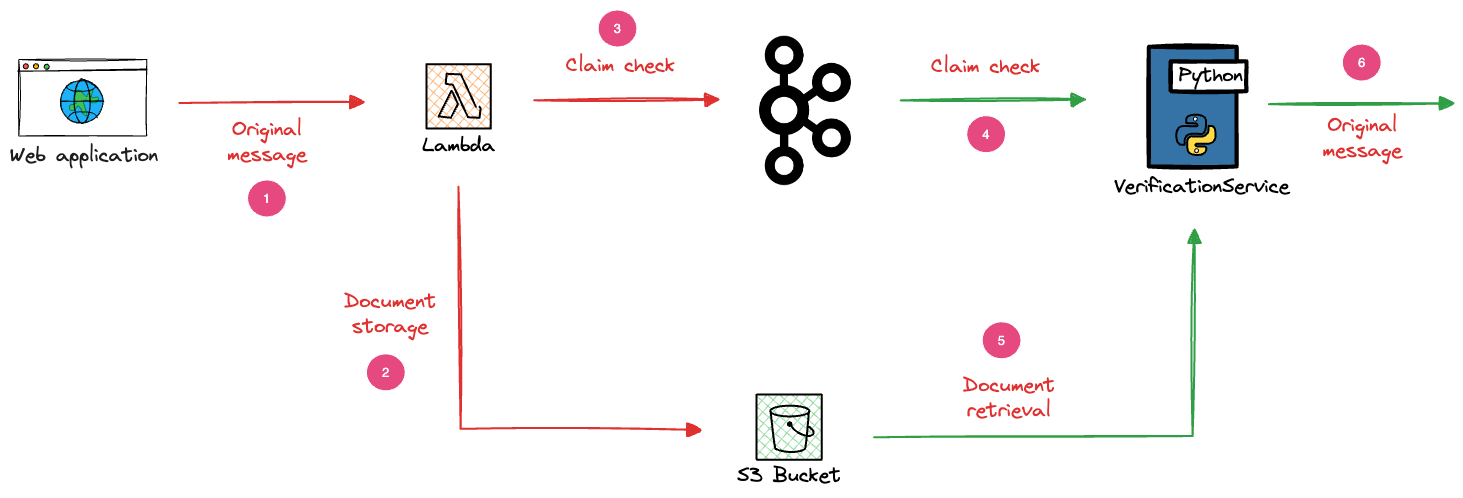 3
Claim check
Claim check
6
Python
Original
message
1
Web application
Lambda
4
Original
message
VerificationService
Document
storage
2
5
Document
retrieval
S3 Bucket